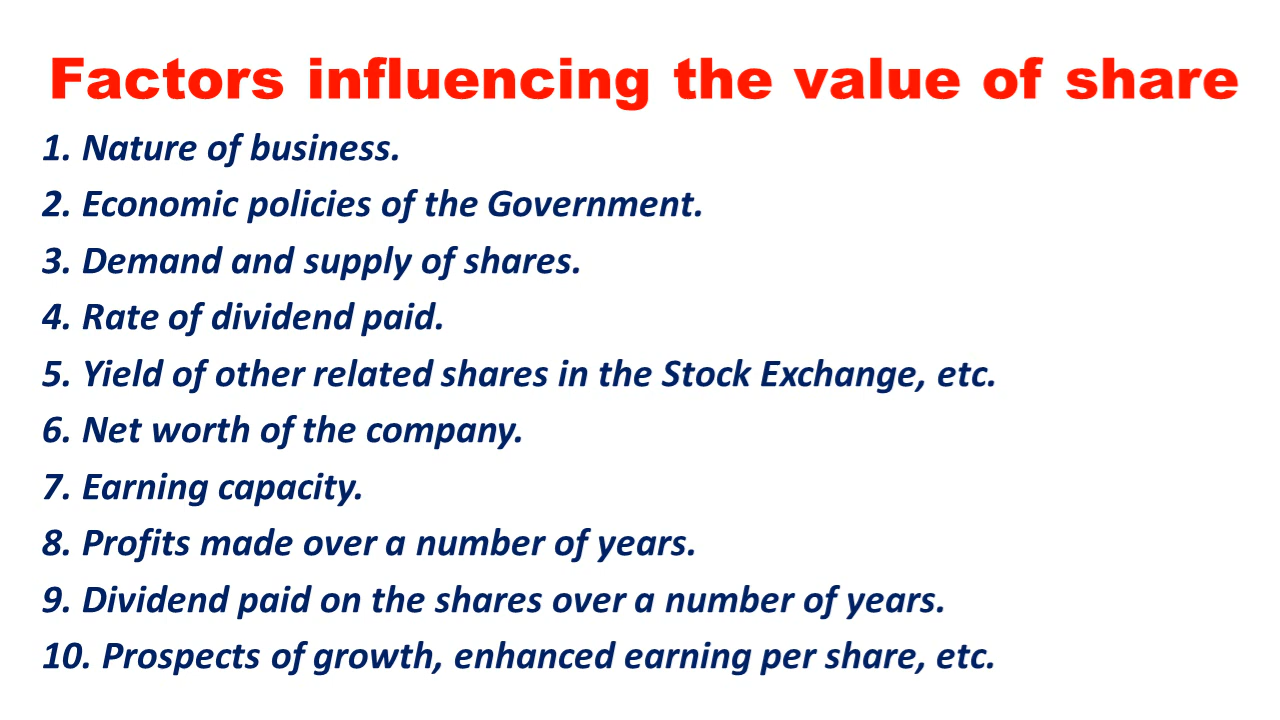 Factors influencing the value of share
1. Nature of business.
2. Economic policies of the Government.
3. Demand and supply of shares.
4. Rate of dividend paid.
5. Yield of other related shares in the Stock Exchange, etc.
6. Net worth of the company.
7. Earning capacity.
8. Profits made over a number of years.
9. Dividend paid on the shares over a number of years.
10. Prospects of growth, enhanced earning per share, etc.